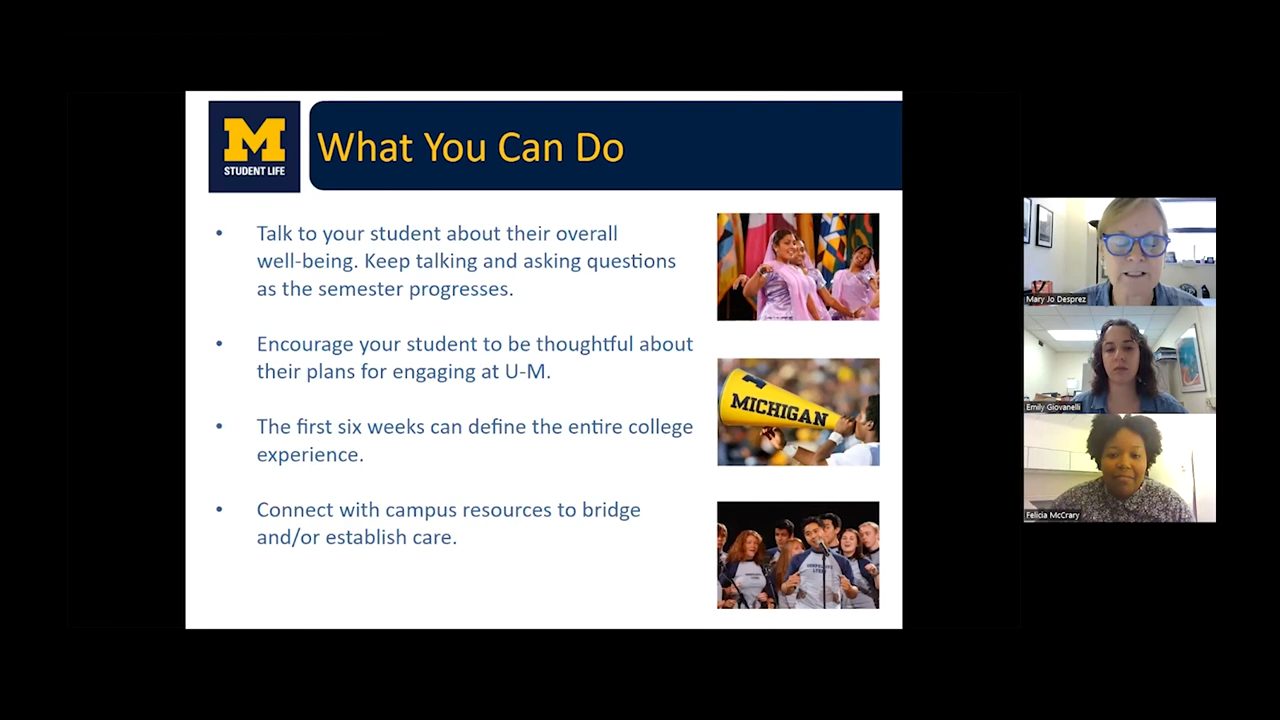 M
STUDENT LIFE
What You Can Do
• Talk to your student about their overall
well-being. Keep talking and asking questions
as the semester progresses.
• Encourage your student to be thoughtful about
their plans for engaging at U-M.
• The first six weeks can define the entire college
experience.
• Connect with campus resources to bridge
and/or establish care.
MICHIGAN
Mary Jo Desprez
Emily Giovanelli
Felicia McCrary